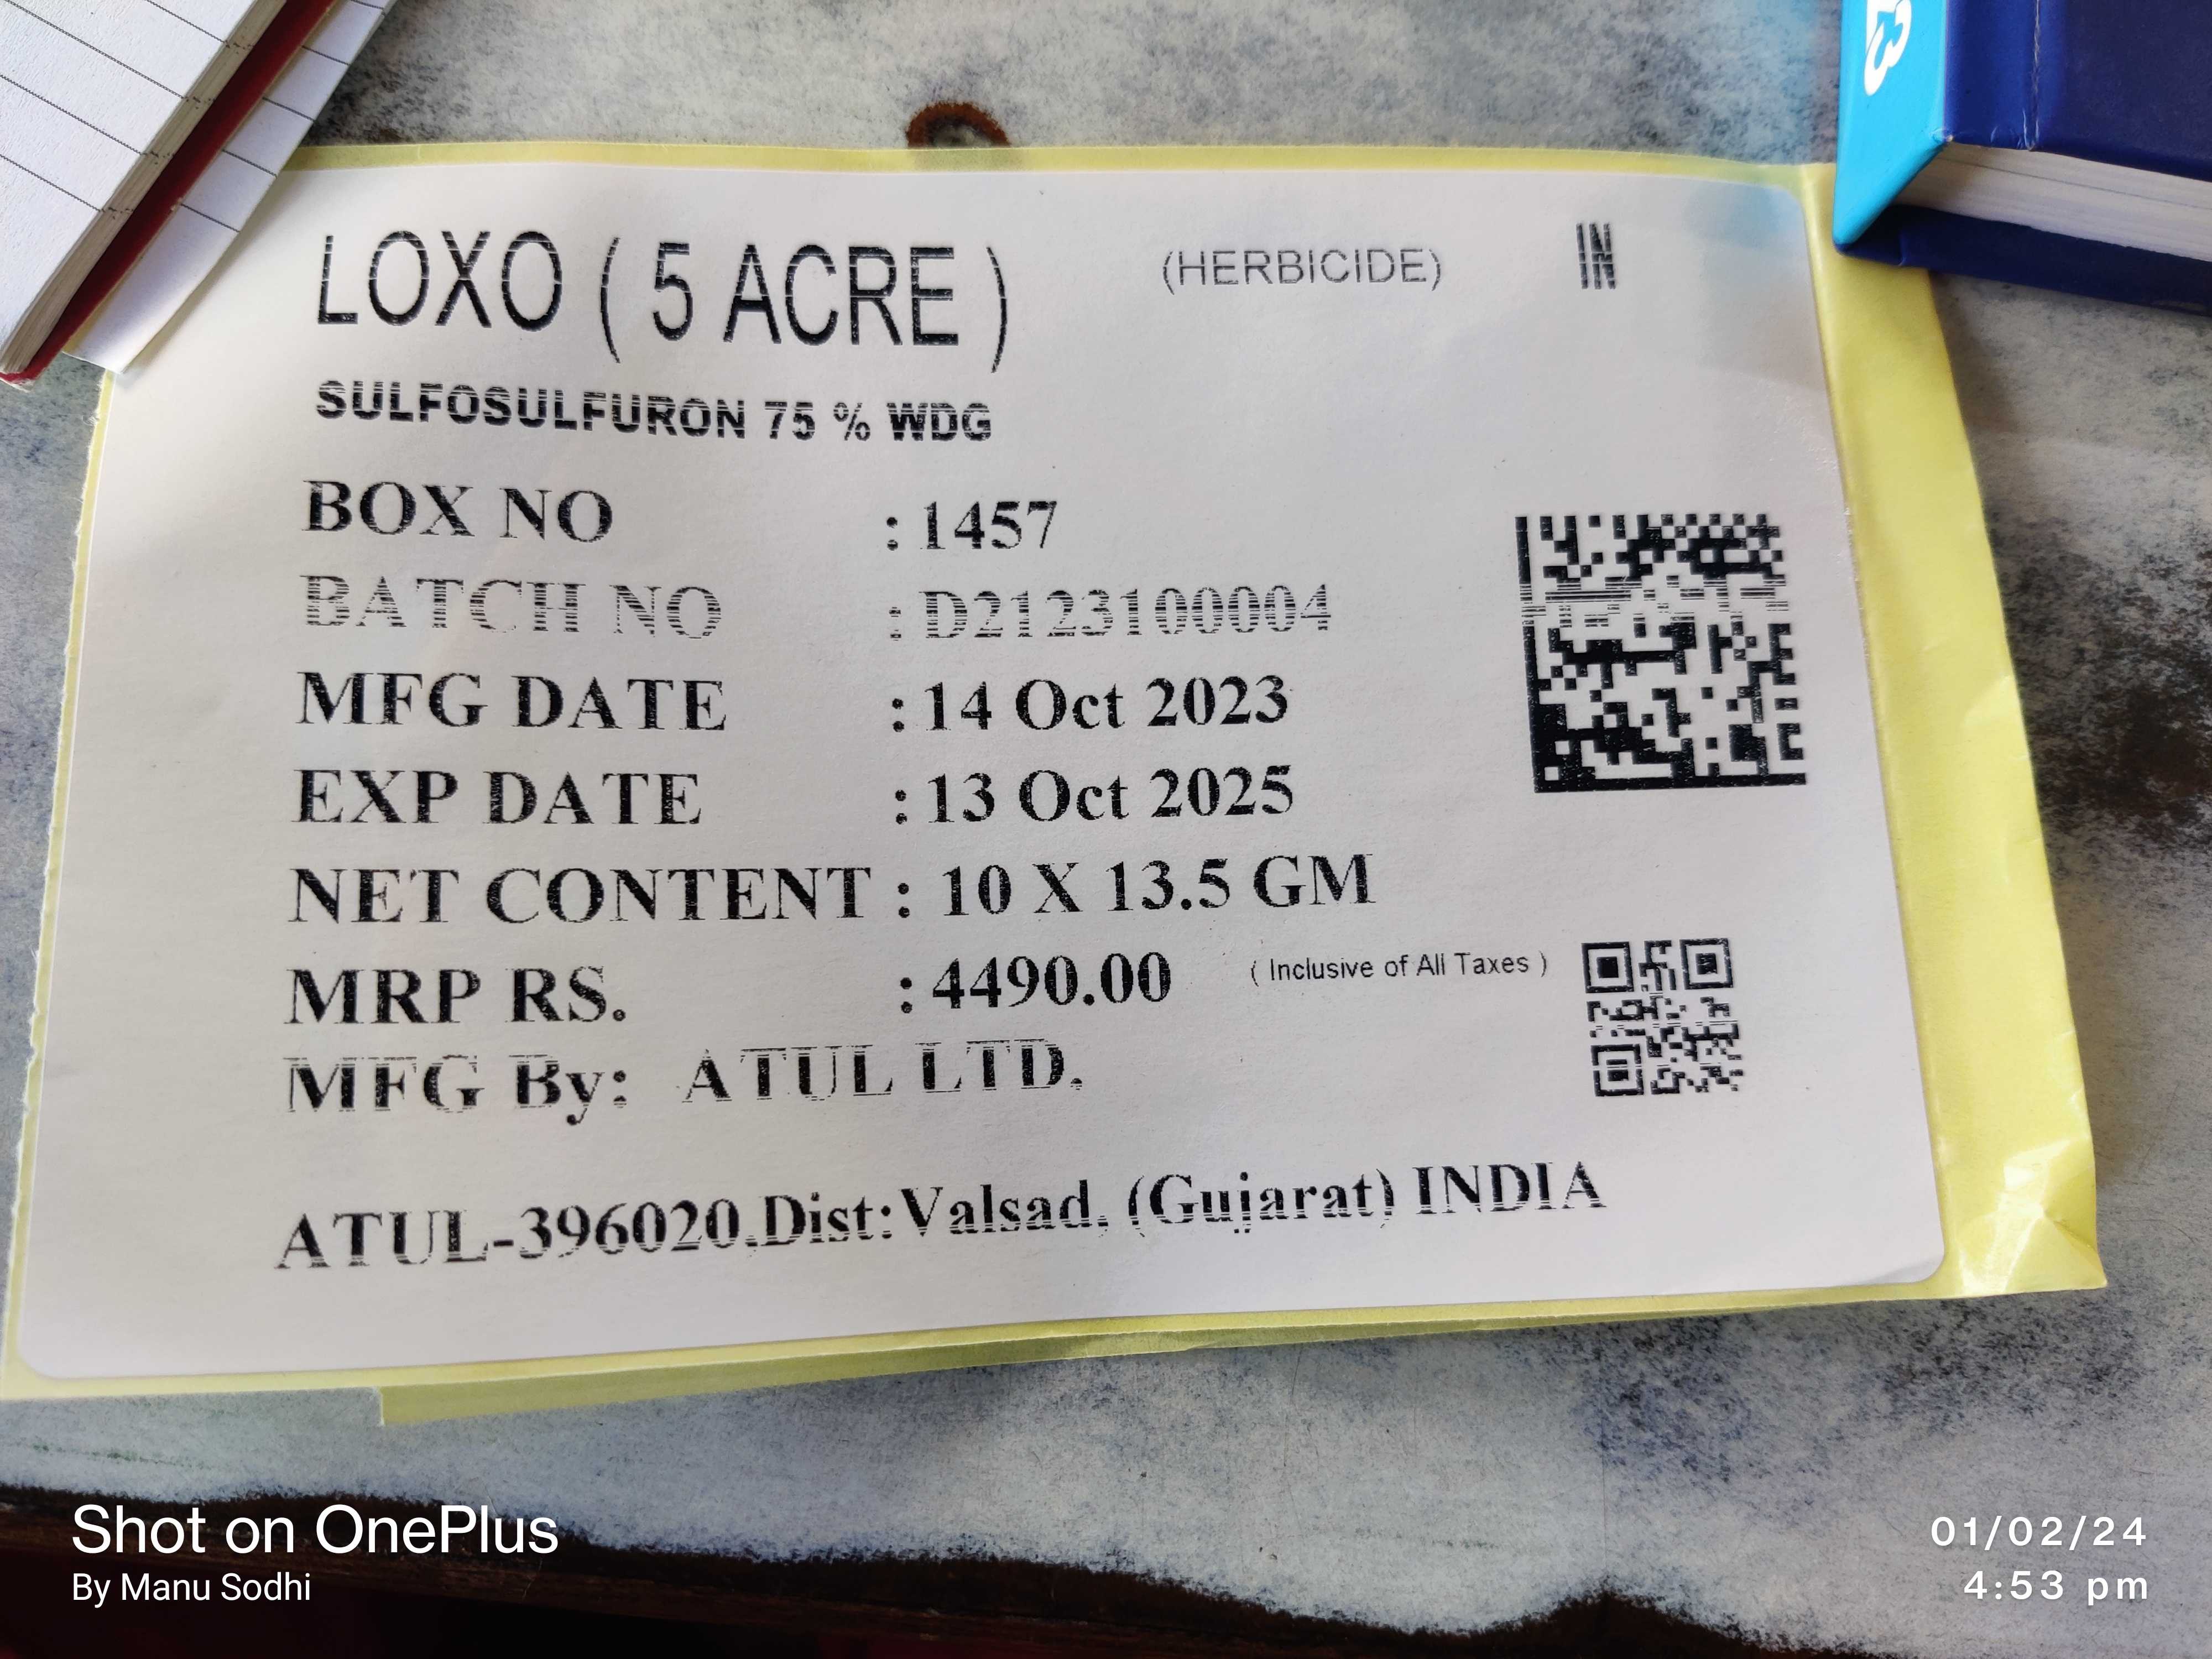 LOXO ( 5 ACRE ) (HERBICIDE) IN
SULFOSULFURON 75 % WDG
BOX NO : 1457
BATCH NO : D2123100004
MFG DATE : 14 Oct 2023
EXP DATE : 13 Oct 2025
NET CONTENT : 10 X 13.5 GM
MRP RS. : 4490.00 ( Inclusive of All Taxes )
MFG By: ATUL LTD.
ATUL-396020,Dist:Valsad, (Gujarat) INDIA
Shot on OnePlus
By Manu Sodhi
01/02/24
4:53 pm